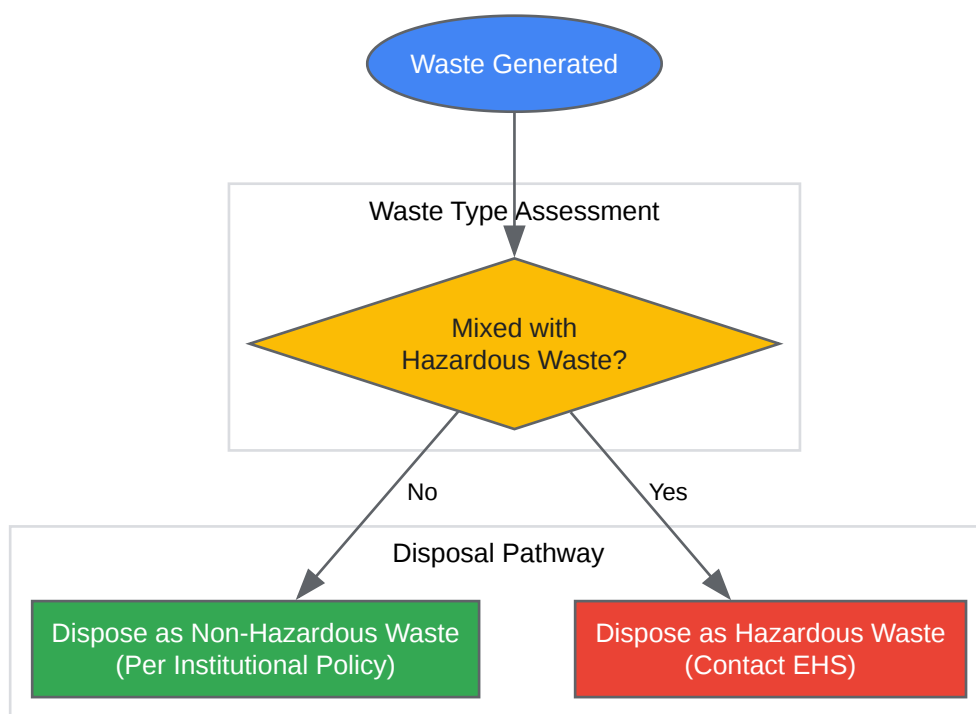 Waste Generated
Waste Type Assessment
Mixed with
Hazardous Waste?
No
Yes
Disposal Pathway
Dispose as Non-Hazardous Waste
(Per Institutional Policy)
Dispose as Hazardous Waste
(Contact EHS)